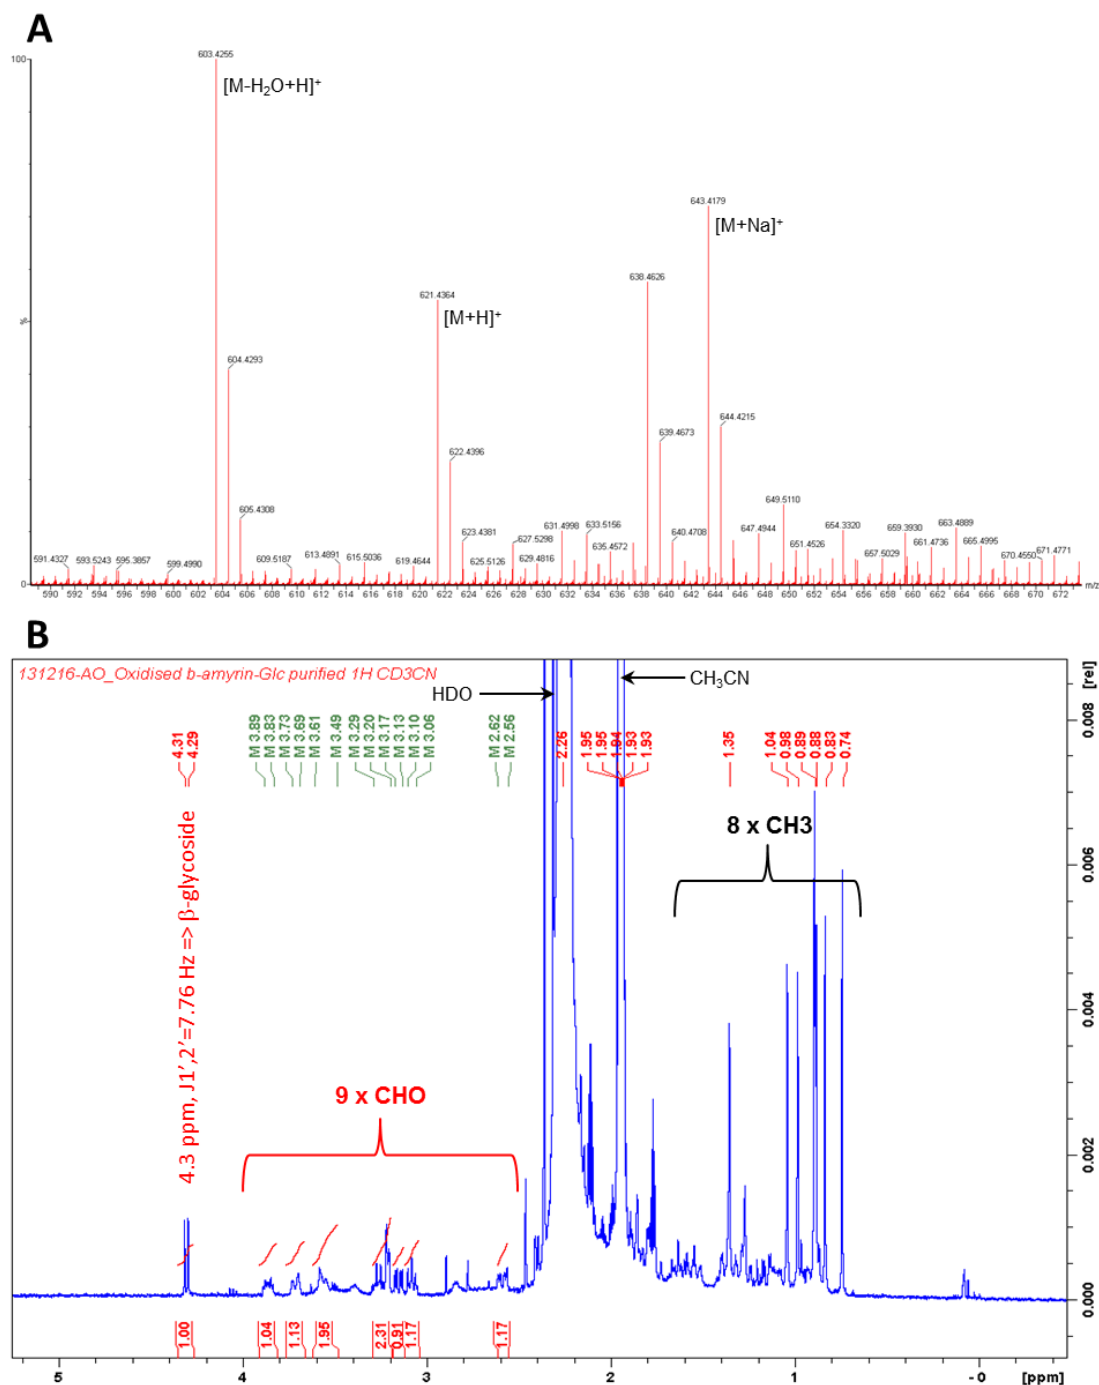 A
100
603.4255
[M-H₂O+H]⁺
643.4179
[M+Na]⁺
638.4626
621.4364
[M+H]⁺
%
604.4293
639.4673
644.4215
622.4396
649.5110
605.4308
623.4381
631.4998
633.5156
640.4708
647.4944
654.3320
659.3930
663.4889
591.4327
593.5243
595.3857
599.4990
609.5187
613.4891
615.5036
619.4644
625.5126
627.5298
629.4816
635.4572
651.4526
657.5029
661.4736
665.4995
670.4550
671.4771
590 592 594 596 598 600 602 604 606 608 610 612 614 616 618 620 622 624 626 628 630 632 634 636 638 640 642 644 646 648 650 652 654 656 658 660 662 664 666 668 670 672
m/z
B
131216-AO_Oxidised b-amyrin-Glc purified 1H CD3CN
HDO
CH₃CN
[rel]
4.31
4.29
M 3.89
M 3.83
M 3.73
M 3.69
M 3.61
M 3.49
M 3.29
M 3.20
M 3.17
M 3.13
M 3.10
M 3.06
M 2.62
M 2.56
2.26
1.95
1.95
1.94
1.93
1.93
1.35
1.04
0.98
0.89
0.88
0.83
0.74
4.3 ppm, J1′,2′=7.76 Hz => β-glycoside
8 x CH3
9 x CHO
0.008
0.006
0.004
0.002
0.000
1.00
1.04
1.13
1.95
2.31
0.91
1.17
1.17
5 4 3 2 1 -0 [ppm]